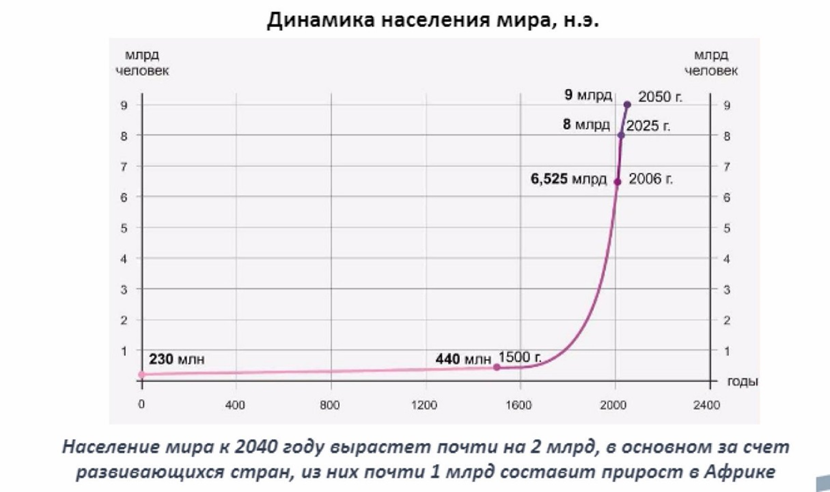 Динамика населения мира, н.э.
млрд человек
млрд человек
9 млрд 2050 г.
8 млрд 2025 г.
6,525 млрд 2006 г.
230 млн
440 млн 1500 г.
9 9
8 8
7 7
6 6
5 5
4 4
3 3
2 2
1 1
годы
0 400 800 1200 1600 2000 2400
Население мира к 2040 году вырастет почти на 2 млрд, в основном за счет
развивающихся стран, из них почти 1 млрд составит прирост в Африке